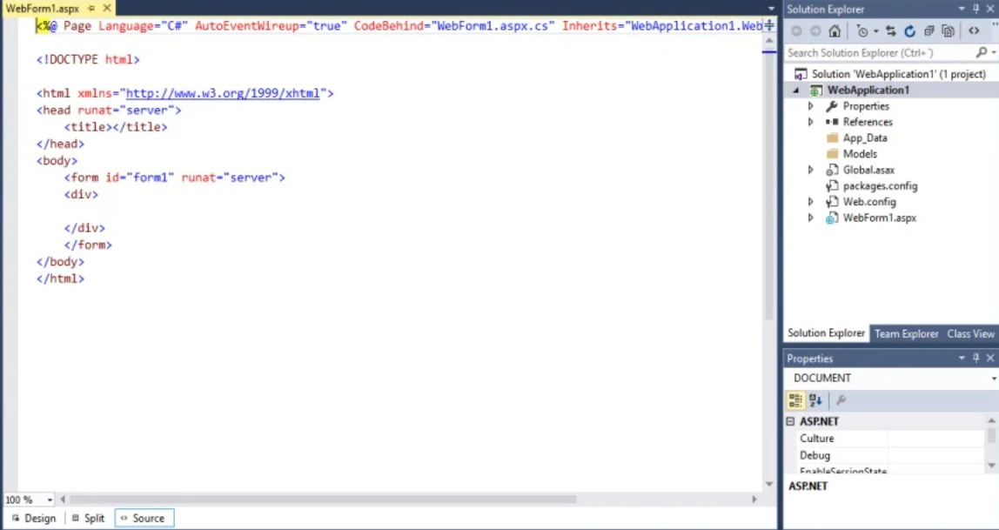 WebForm1.aspx
<%@ Page Language="C#" AutoEventWireup="true" CodeBehind="WebForm1.aspx.cs" Inherits="WebApplication1.Web
<!DOCTYPE html>
<html xmlns="http://www.w3.org/1999/xhtml">
<head runat="server">
<title></title>
</head>
<body>
<form id="form1" runat="server">
<div>
</div>
</form>
</body>
</html>
100 %
Design
Split
Source
Solution Explorer
Search Solution Explorer (Ctrl+¨)
Solution 'WebApplication1' (1 project)
WebApplication1
Properties
References
App_Data
Models
Global.asax
packages.config
Web.config
WebForm1.aspx
Solution Explorer
Team Explorer
Class View
Properties
DOCUMENT
ASP.NET
Culture
Debug
EnableSessionState
ASP.NET